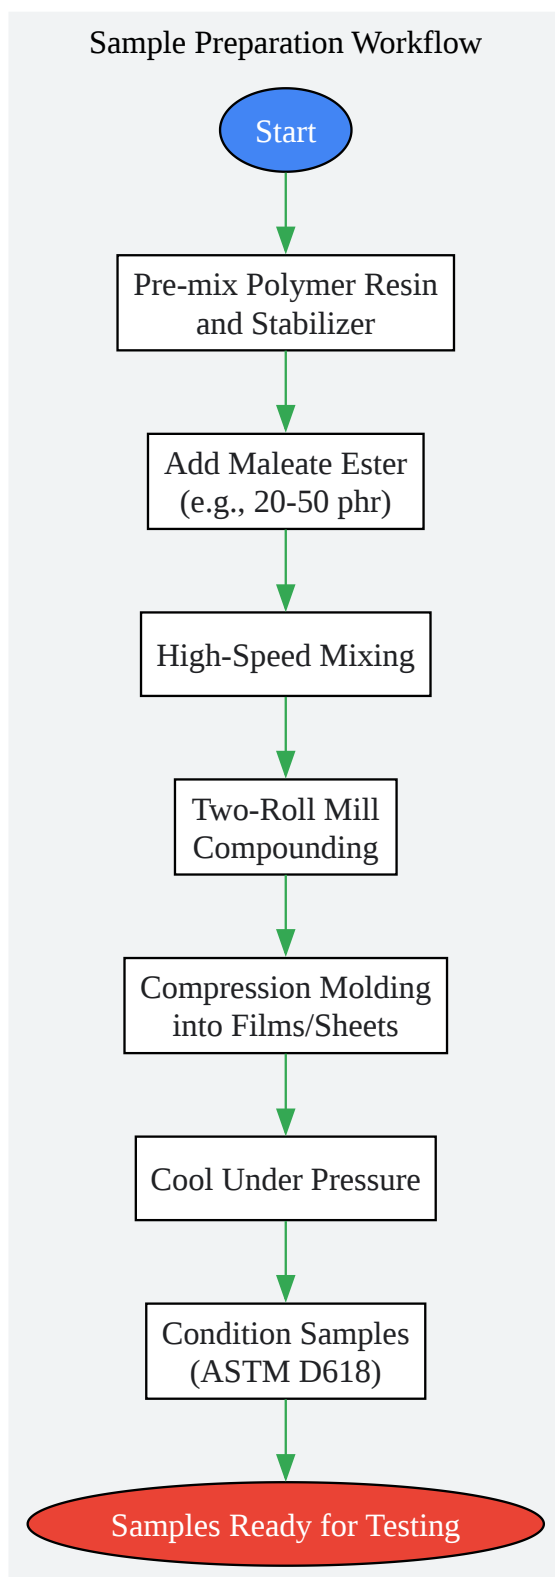 Sample Preparation Workflow
Start
Pre-mix Polymer Resin
and Stabilizer
Add Maleate Ester
(e.g., 20-50 phr)
High-Speed Mixing
Two-Roll Mill
Compounding
Compression Molding
into Films/Sheets
Cool Under Pressure
Condition Samples
(ASTM D618)
Samples Ready for Testing